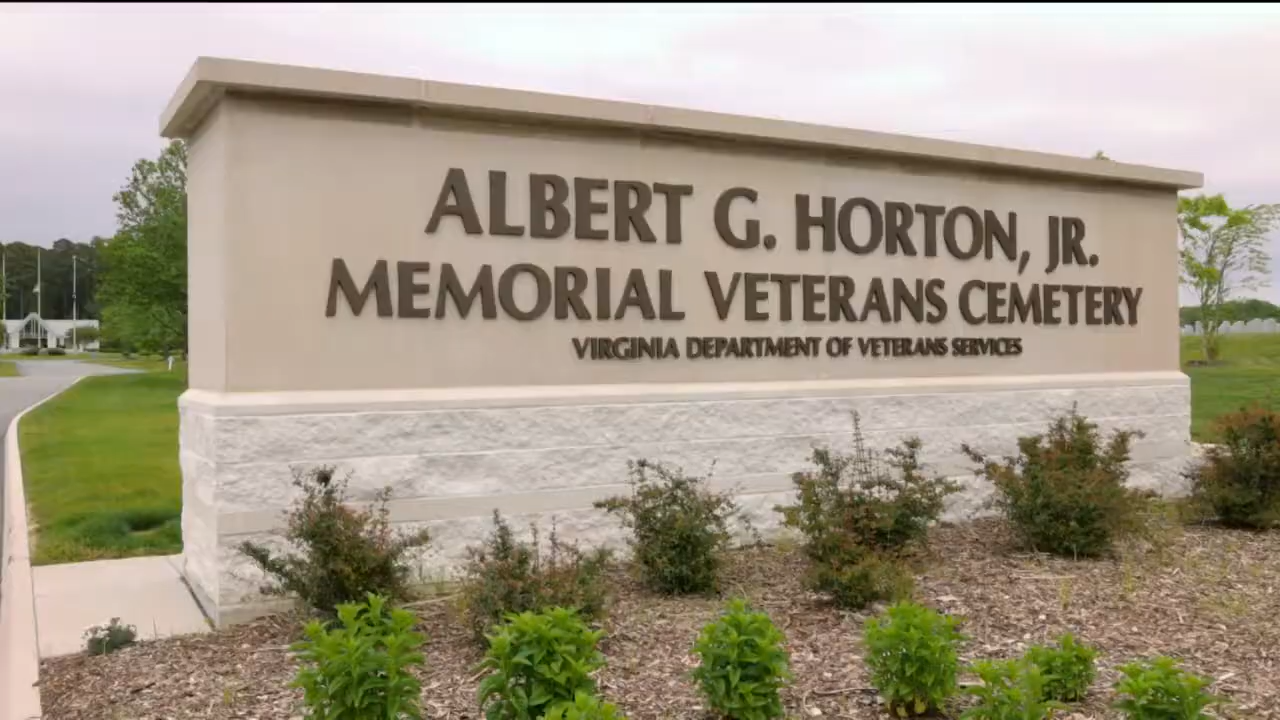 ALBERT G. HORTON, JR.
MEMORIAL VETERANS CEMETERY
VIRGINIA DEPARTMENT OF VETERANS SERVICES